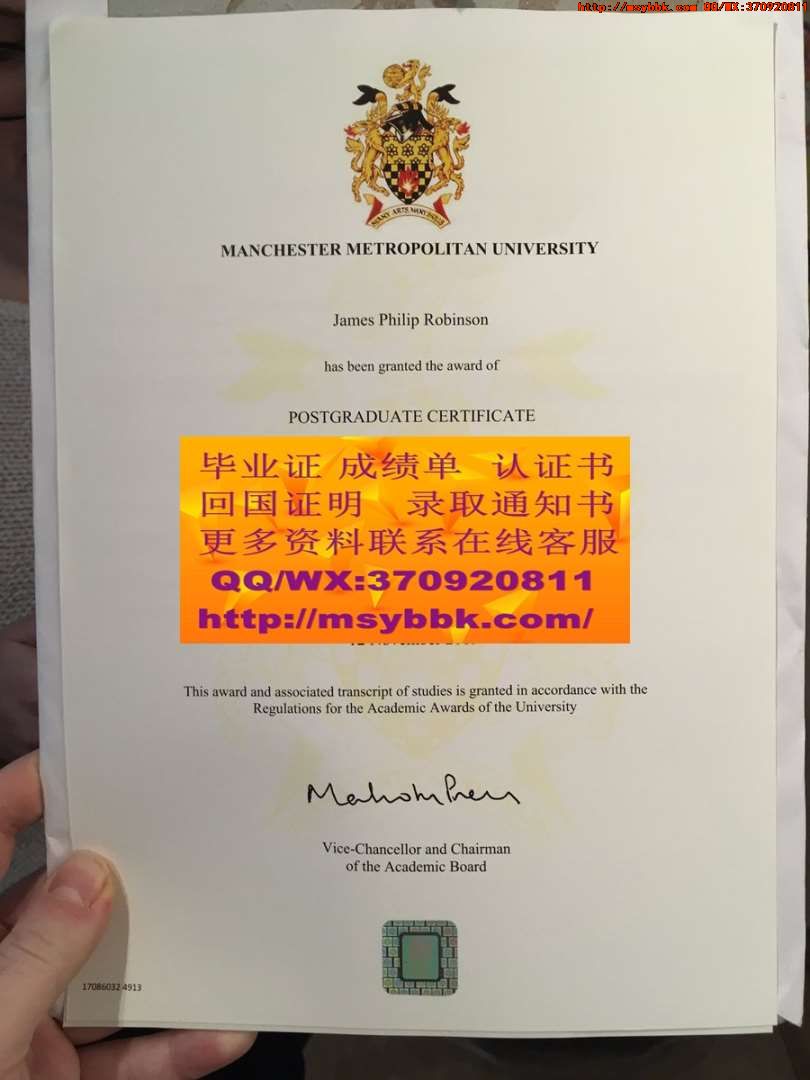 http://msybbk.com QQ/WX:370920811
MANCHESTER METROPOLITAN UNIVERSITY
James Philip Robinson
has been granted the award of
POSTGRADUATE CERTIFICATE
毕业证 成绩单 认证书
回国证明 录取通知书
更多资料联系在线客服
QQ/WX:370920811
http://msybbk.com/
This award and associated transcript of studies is granted in accordance with the
Regulations for the Academic Awards of the University
Vice-Chancellor and Chairman
of the Academic Board
17086032 4913